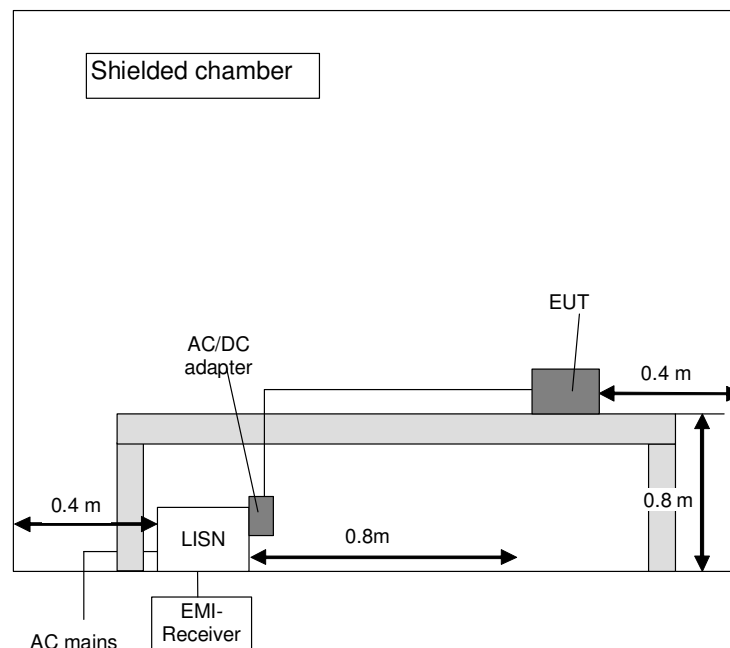 Shielded chamber
EUT
AC/DC
adapter
0.4 m
0.4 m
0.8 m
LISN
0.8m
EMI-
Receiver
AC mains